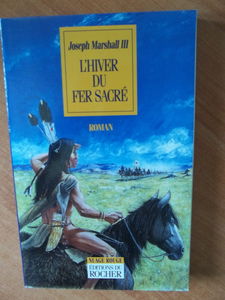 Joseph Marshall III
L'HIVER
DU
FER SACRÉ
ROMAN
NUAGE ROUGE
ÉDITIONS DU
ROCHER